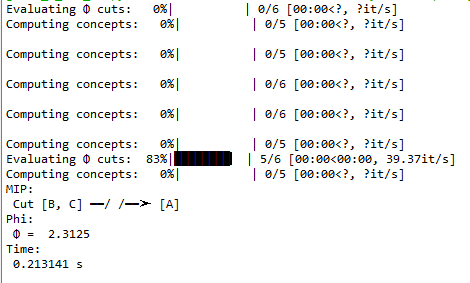 Evaluating Φ cuts:   0%|          | 0/6 [00:00<?, ?it/s]
Computing concepts:   0%|          | 0/5 [00:00<?, ?it/s]
Computing concepts:   0%|          | 0/5 [00:00<?, ?it/s]
Computing concepts:   0%|          | 0/6 [00:00<?, ?it/s]
Computing concepts:   0%|          | 0/6 [00:00<?, ?it/s]
Computing concepts:   0%|          | 0/5 [00:00<?, ?it/s]
Evaluating Φ cuts:  83%|████████  | 5/6 [00:00<00:00, 39.37it/s]
Computing concepts:   0%|          | 0/5 [00:00<?, ?it/s]
MIP:
Cut [B, C] ━━/ /━━➤ [A]
Phi:
Φ =  2.3125
Time:
0.213141 s